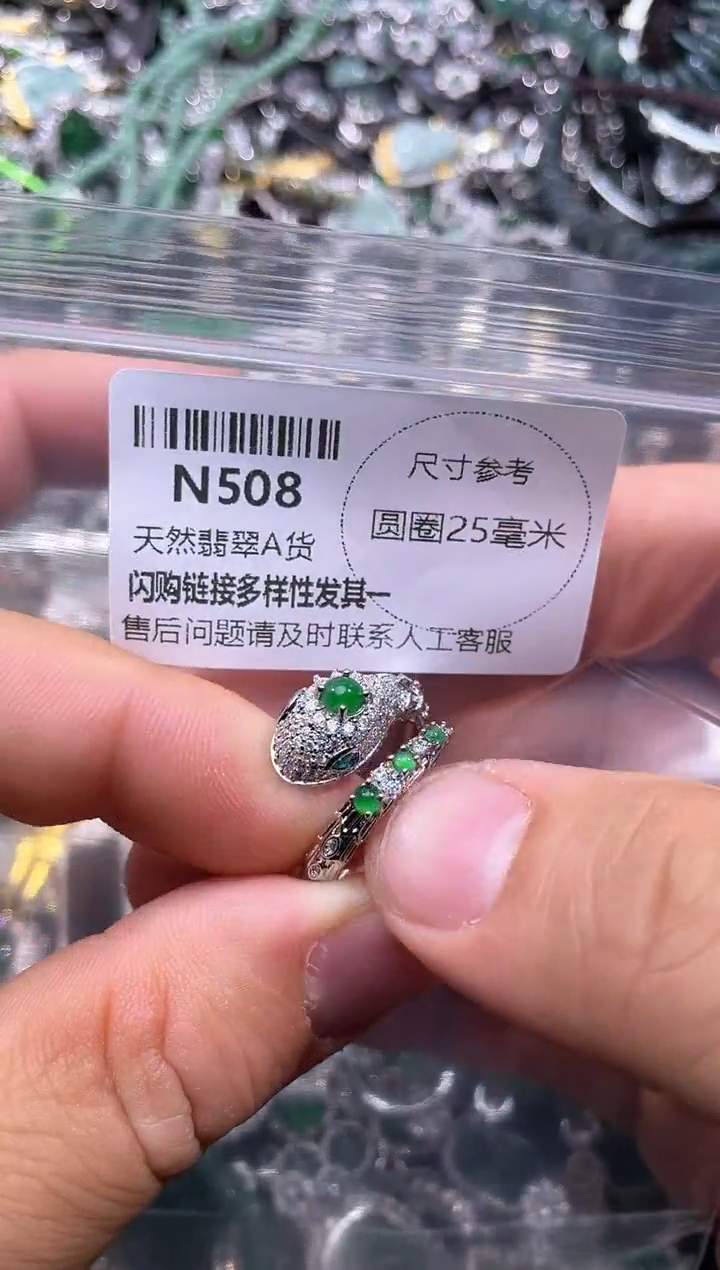 N508
天然翡翠A货
闪购链接多样性发其一
售后问题请及时联系人工客服
尺寸参考
圆圈25毫米